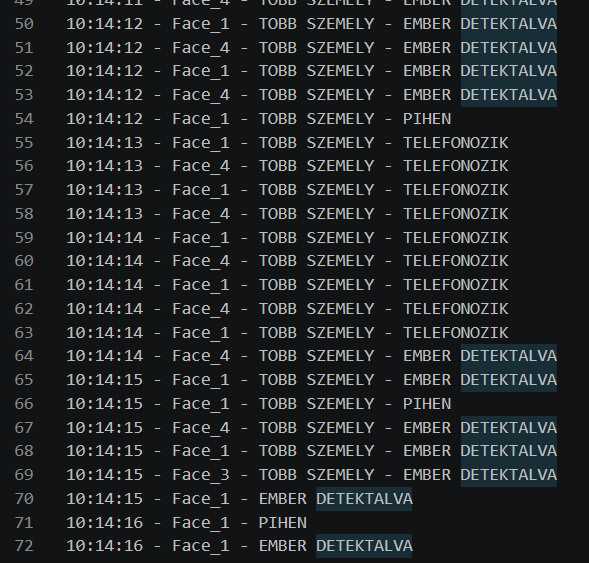 49 10:14:11 - Face_4 - TOBB SZEMELY - EMBER DETEKTALVA
50 10:14:12 - Face_1 - TOBB SZEMELY - EMBER DETEKTALVA
51 10:14:12 - Face_4 - TOBB SZEMELY - EMBER DETEKTALVA
52 10:14:12 - Face_1 - TOBB SZEMELY - EMBER DETEKTALVA
53 10:14:12 - Face_4 - TOBB SZEMELY - EMBER DETEKTALVA
54 10:14:12 - Face_1 - TOBB SZEMELY - PIHEN
55 10:14:13 - Face_1 - TOBB SZEMELY - TELEFONOZIK
56 10:14:13 - Face_4 - TOBB SZEMELY - TELEFONOZIK
57 10:14:13 - Face_1 - TOBB SZEMELY - TELEFONOZIK
58 10:14:13 - Face_4 - TOBB SZEMELY - TELEFONOZIK
59 10:14:14 - Face_1 - TOBB SZEMELY - TELEFONOZIK
60 10:14:14 - Face_4 - TOBB SZEMELY - TELEFONOZIK
61 10:14:14 - Face_1 - TOBB SZEMELY - TELEFONOZIK
62 10:14:14 - Face_4 - TOBB SZEMELY - TELEFONOZIK
63 10:14:14 - Face_1 - TOBB SZEMELY - TELEFONOZIK
64 10:14:14 - Face_4 - TOBB SZEMELY - EMBER DETEKTALVA
65 10:14:15 - Face_1 - TOBB SZEMELY - EMBER DETEKTALVA
66 10:14:15 - Face_1 - TOBB SZEMELY - PIHEN
67 10:14:15 - Face_4 - TOBB SZEMELY - EMBER DETEKTALVA
68 10:14:15 - Face_1 - TOBB SZEMELY - EMBER DETEKTALVA
69 10:14:15 - Face_3 - TOBB SZEMELY - EMBER DETEKTALVA
70 10:14:15 - Face_1 - EMBER DETEKTALVA
71 10:14:16 - Face_1 - PIHEN
72 10:14:16 - Face_1 - EMBER DETEKTALVA